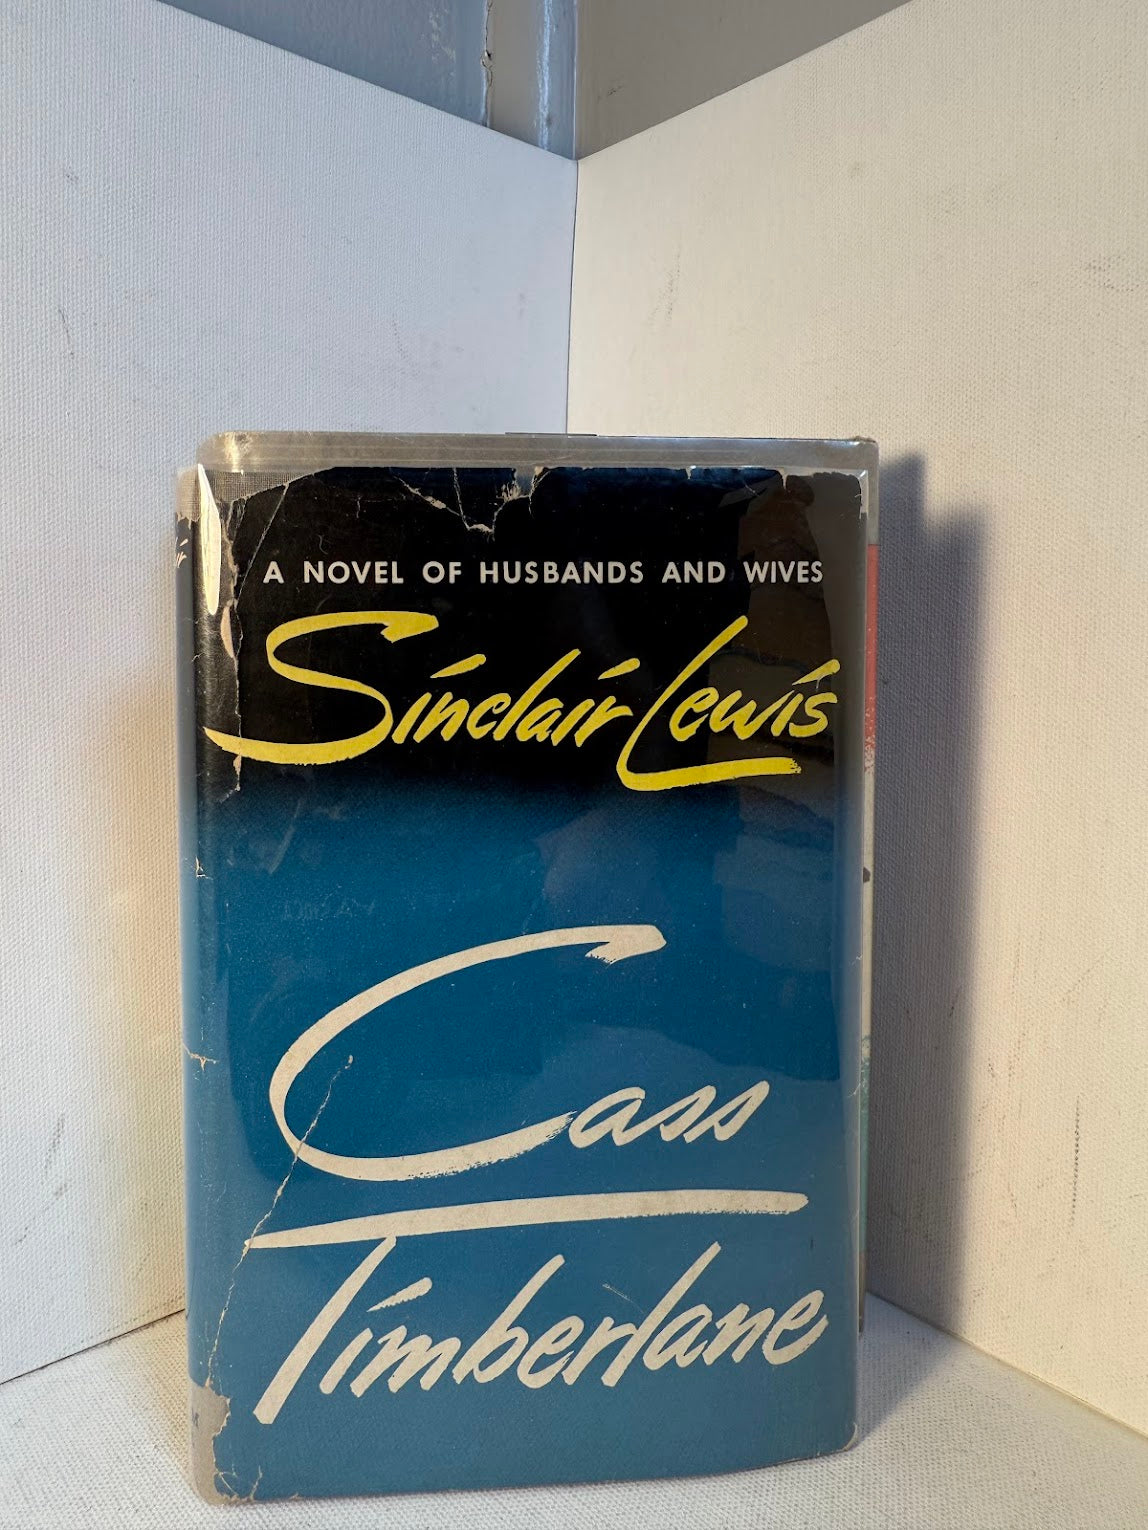 A NOVEL OF HUSBANDS AND WIVES
Sinclair Lewis
Cass
Timberlane